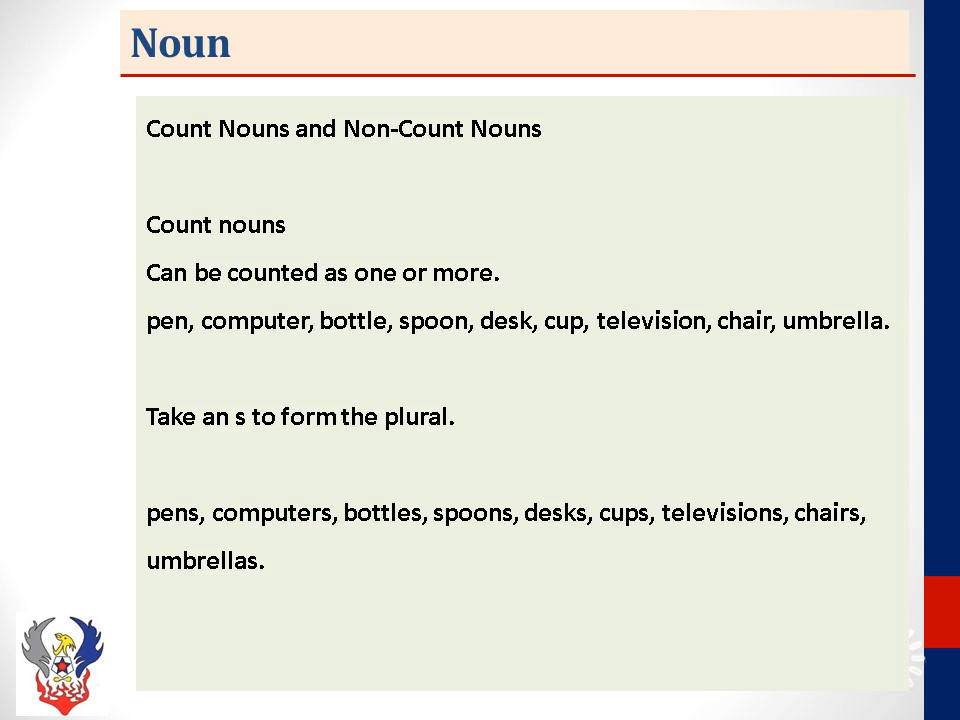 Noun
Count Nouns and Non-Count Nouns
Count nouns
Can be counted as one or more.
pen, computer, bottle, spoon, desk, cup, television, chair, umbrella.
Take an s to form the plural.
pens, computers, bottles, spoons, desks, cups, televisions, chairs,
umbrellas.